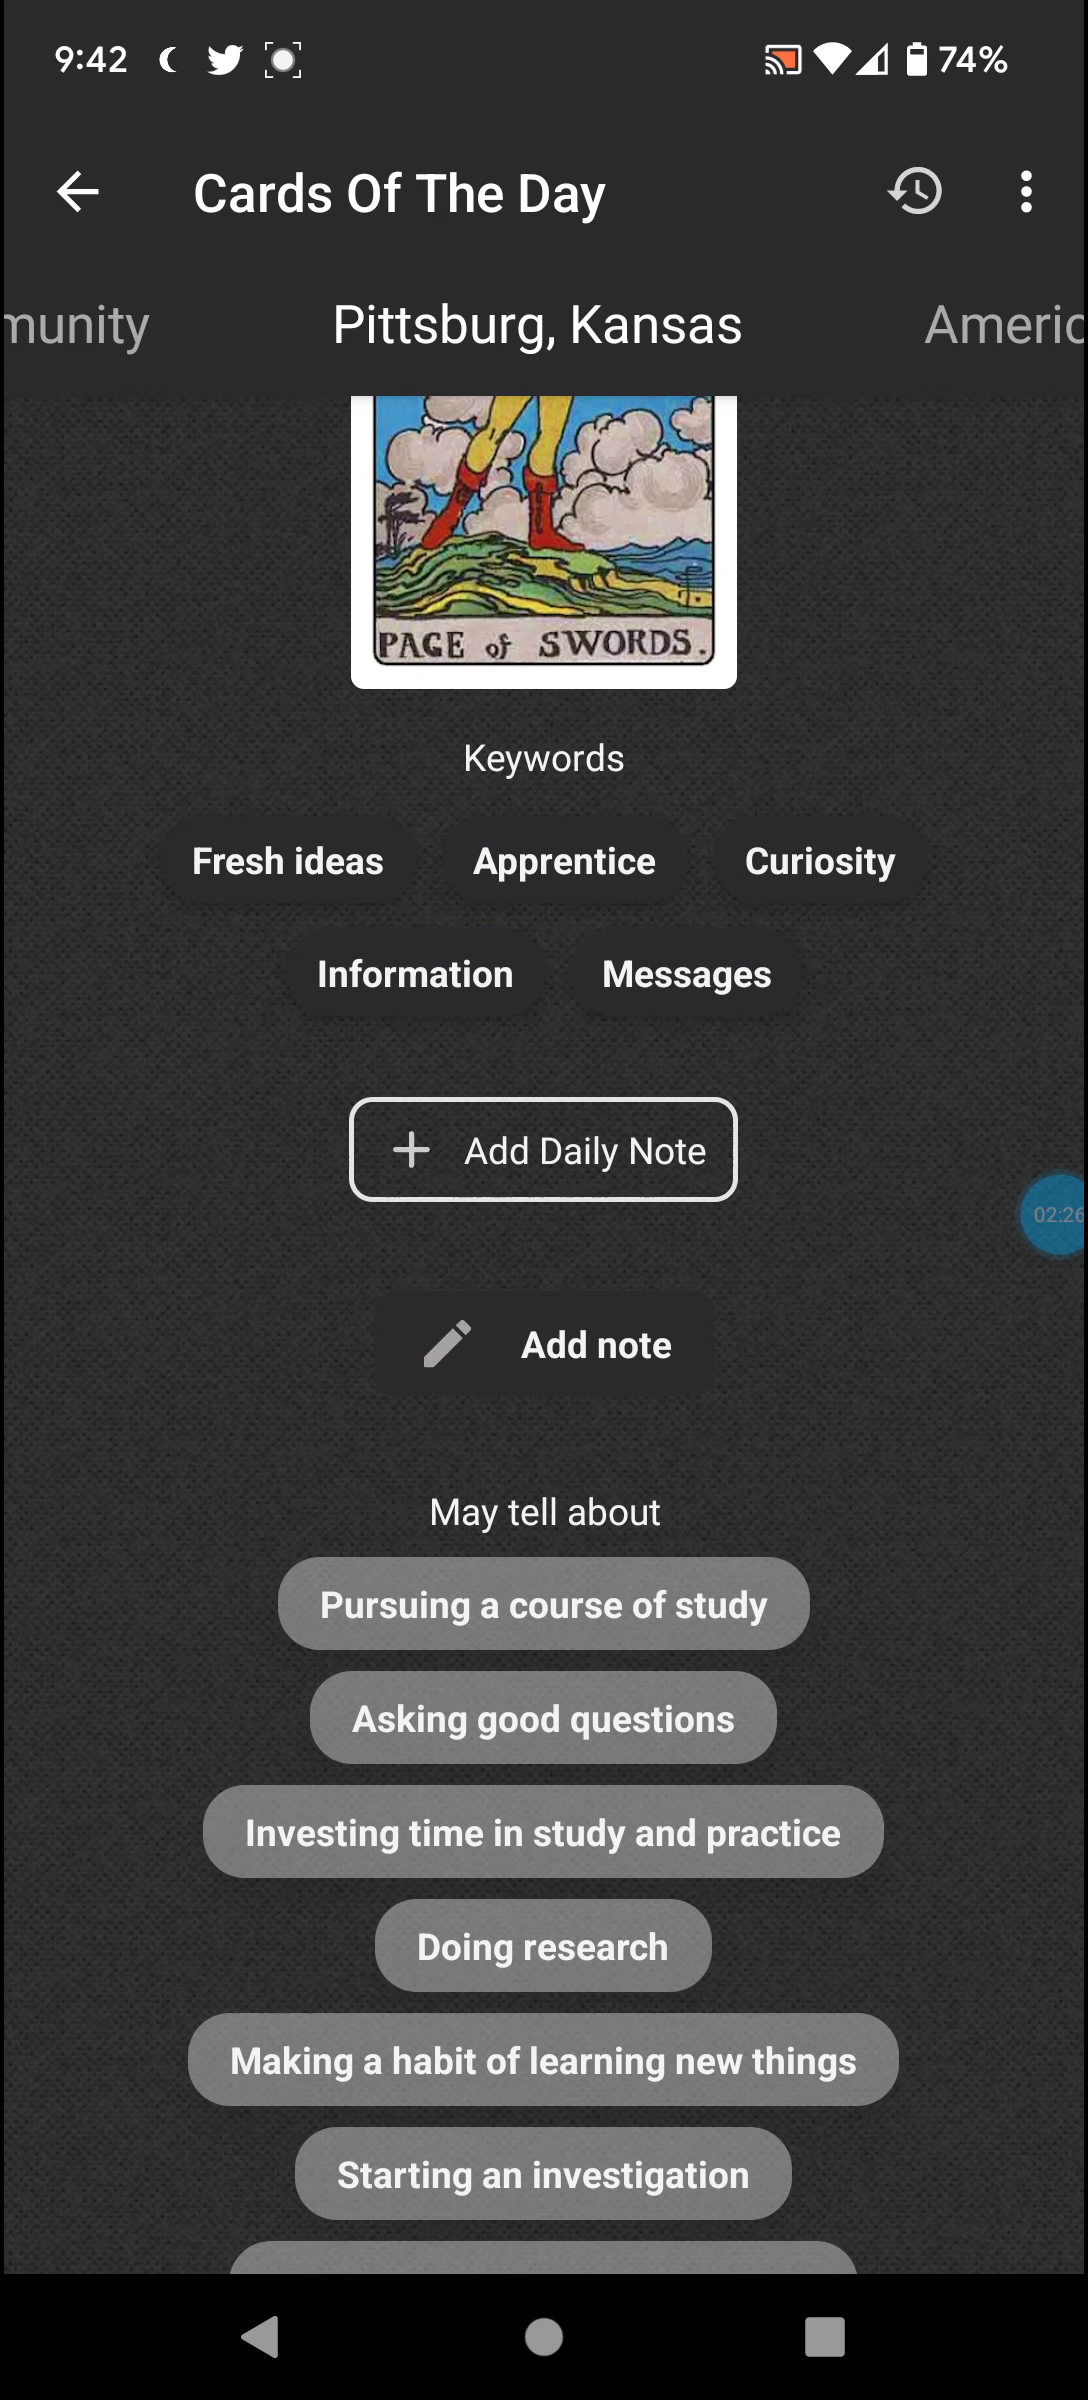 9:42 74%
Cards Of The Day
munity Pittsburg, Kansas Americ
PAGE of SWORDS.
Keywords
Fresh ideas Apprentice Curiosity
Information Messages
Add Daily Note
02:26
Add note
May tell about
Pursuing a course of study
Asking good questions
Investing time in study and practice
Doing research
Making a habit of learning new things
Starting an investigation